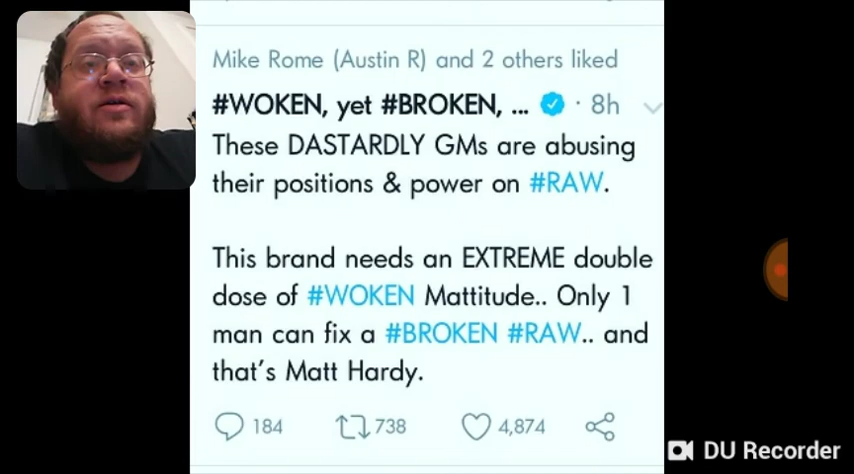 Mike Rome (Austin R) and 2 others liked
#WOKEN, yet #BROKEN, ... · 8h
These DASTARDLY GMs are abusing
their positions & power on #RAW.
This brand needs an EXTREME double
dose of #WOKEN Mattitude.. Only 1
man can fix a #BROKEN #RAW.. and
that's Matt Hardy.
184 738 4,874
DU Recorder